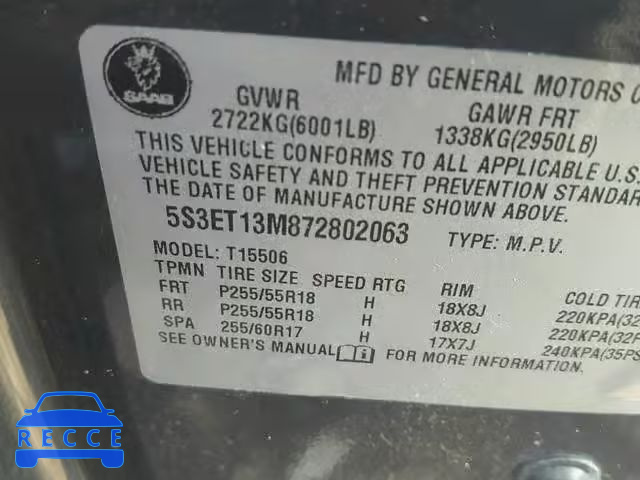 SAAB
MFD BY GENERAL MOTORS
GVWR
2722KG(6001LB)
GAWR FRT
1338KG(2950LB)
THIS VEHICLE CONFORMS TO ALL APPLICABLE U.S.
VEHICLE SAFETY AND THEFT PREVENTION STANDAR
THE DATE OF MANUFACTURE SHOWN ABOVE.
5S3ET13M872802063 TYPE: M.P.V.
MODEL: T15506
TPMN TIRE SIZE SPEED RTG RIM COLD TIR
FRT P255/55R18 H 18X8J 220KPA(32
RR P255/55R18 H 18X8J 220KPA(32P
SPA 255/60R17 H 17X7J 240KPA(35PS
SEE OWNER'S MANUAL FOR MORE INFORMATION.
RECCE